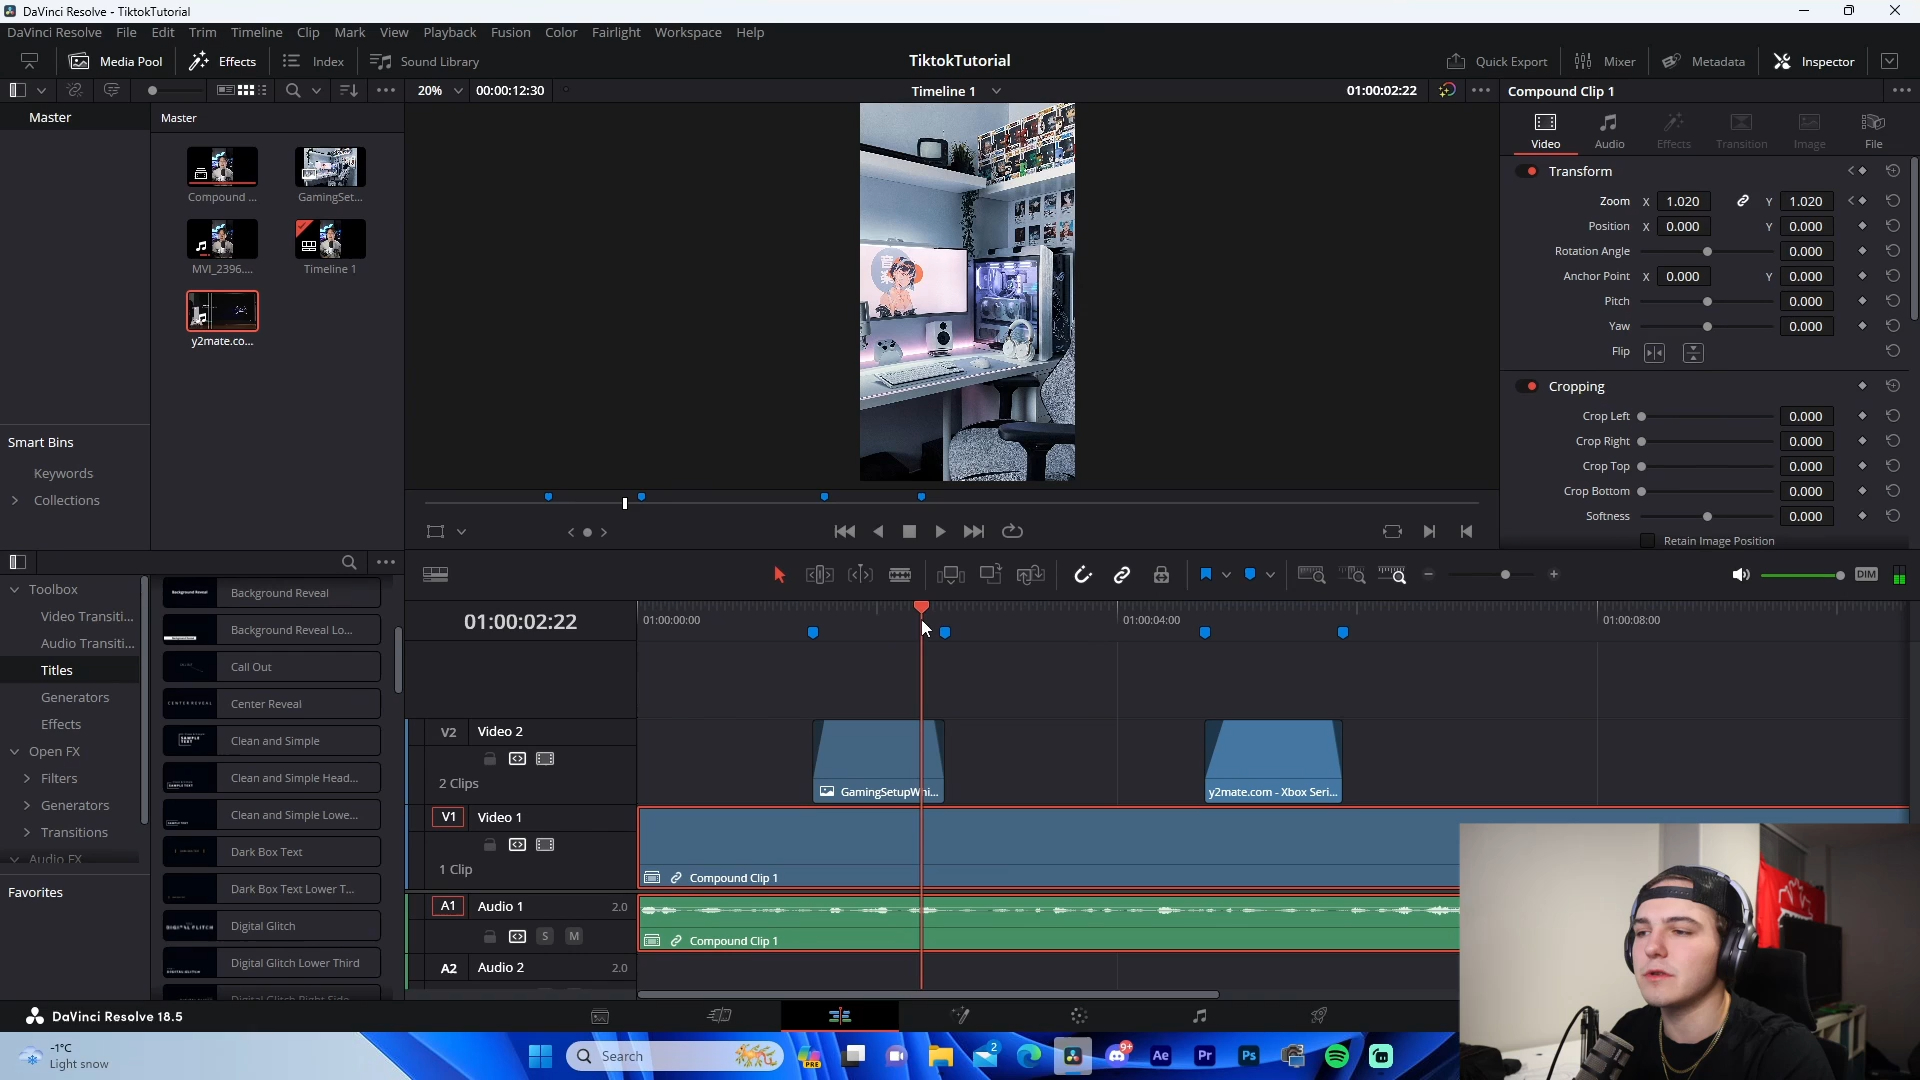 DaVinci Resolve - TiktokTutorial
DaVinci Resolve File Edit Trim Timeline Clip Mark View Playback Fusion Color Fairlight Workspace Help
Media Pool Effects Index Sound Library TiktokTutorial Quick Export Mixer Metadata Inspector
20% 00:00:12:30 Timeline 1 01:00:02:22 Compound Clip 1
Master Master
Video Audio Effects Transition Image File
Compound ... GamingSet...
MVI_2396.... Timeline 1
y2mate.co...
Transform
Zoom X 1.020 Y 1.020
Position X 0.000 Y 0.000
Rotation Angle 0.000
Anchor Point X 0.000 Y 0.000
Pitch 0.000
Yaw 0.000
Flip
Cropping
Crop Left 0.000
Crop Right 0.000
Crop Top 0.000
Crop Bottom 0.000
Softness 0.000
Retain Image Position
Smart Bins
Keywords
Collections
Toolbox
Video Transiti...
Audio Transiti...
Titles
Generators
Effects
Open FX
Filters
Generators
Transitions
Audio FX
Favorites
Background Reveal
Background Reveal Lo...
Call Out
Center Reveal
Clean and Simple
Clean and Simple Head...
Clean and Simple Lowe...
Dark Box Text
Dark Box Text Lower T...
Digital Glitch
Digital Glitch Lower Third
Digital Glitch Right Side
DIM
01:00:02:22 01:00:00:00 01:00:04:00 01:00:08:00
V2 Video 2
2 Clips
GamingSetupWhi... y2mate.com - Xbox Seri...
V1 Video 1
1 Clip
Compound Clip 1
A1 Audio 1 2.0
S M
Compound Clip 1
A2 Audio 2 2.0
DaVinci Resolve 18.5
-1°C
Light snow
Search
PRE
2
9+
Ae Pr Ps